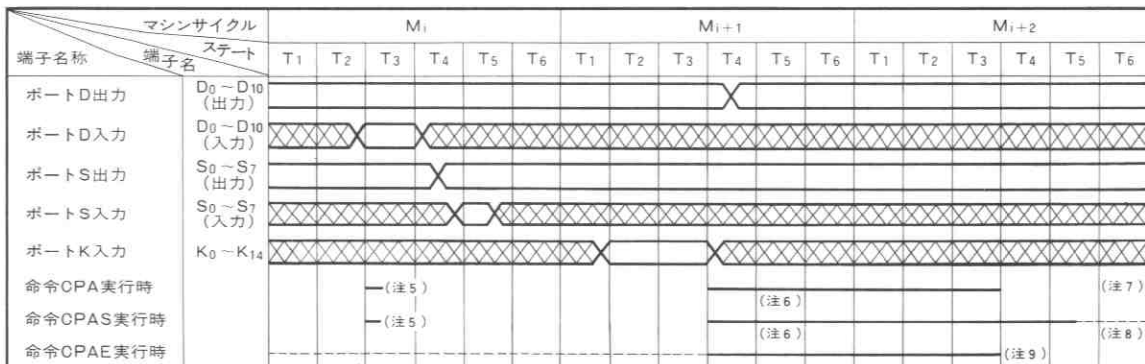 マシンサイクル Mi Mi+1 Mi+2
端子名称 端子名 ステート T1 T2 T3 T4 T5 T6 T1 T2 T3 T4 T5 T6 T1 T2 T3 T4 T5 T6
ポートD出力 D0～D10 (出力)
ポートD入力 D0～D10 (入力)
ポートS出力 S0～S7 (出力)
ポートS入力 S0～S7 (入力)
ポートK入力 K0～K14
命令CPA実行時 (注5) (注6) (注7)
命令CPAS実行時 (注5) (注6) (注8)
命令CPAE実行時 (注9)